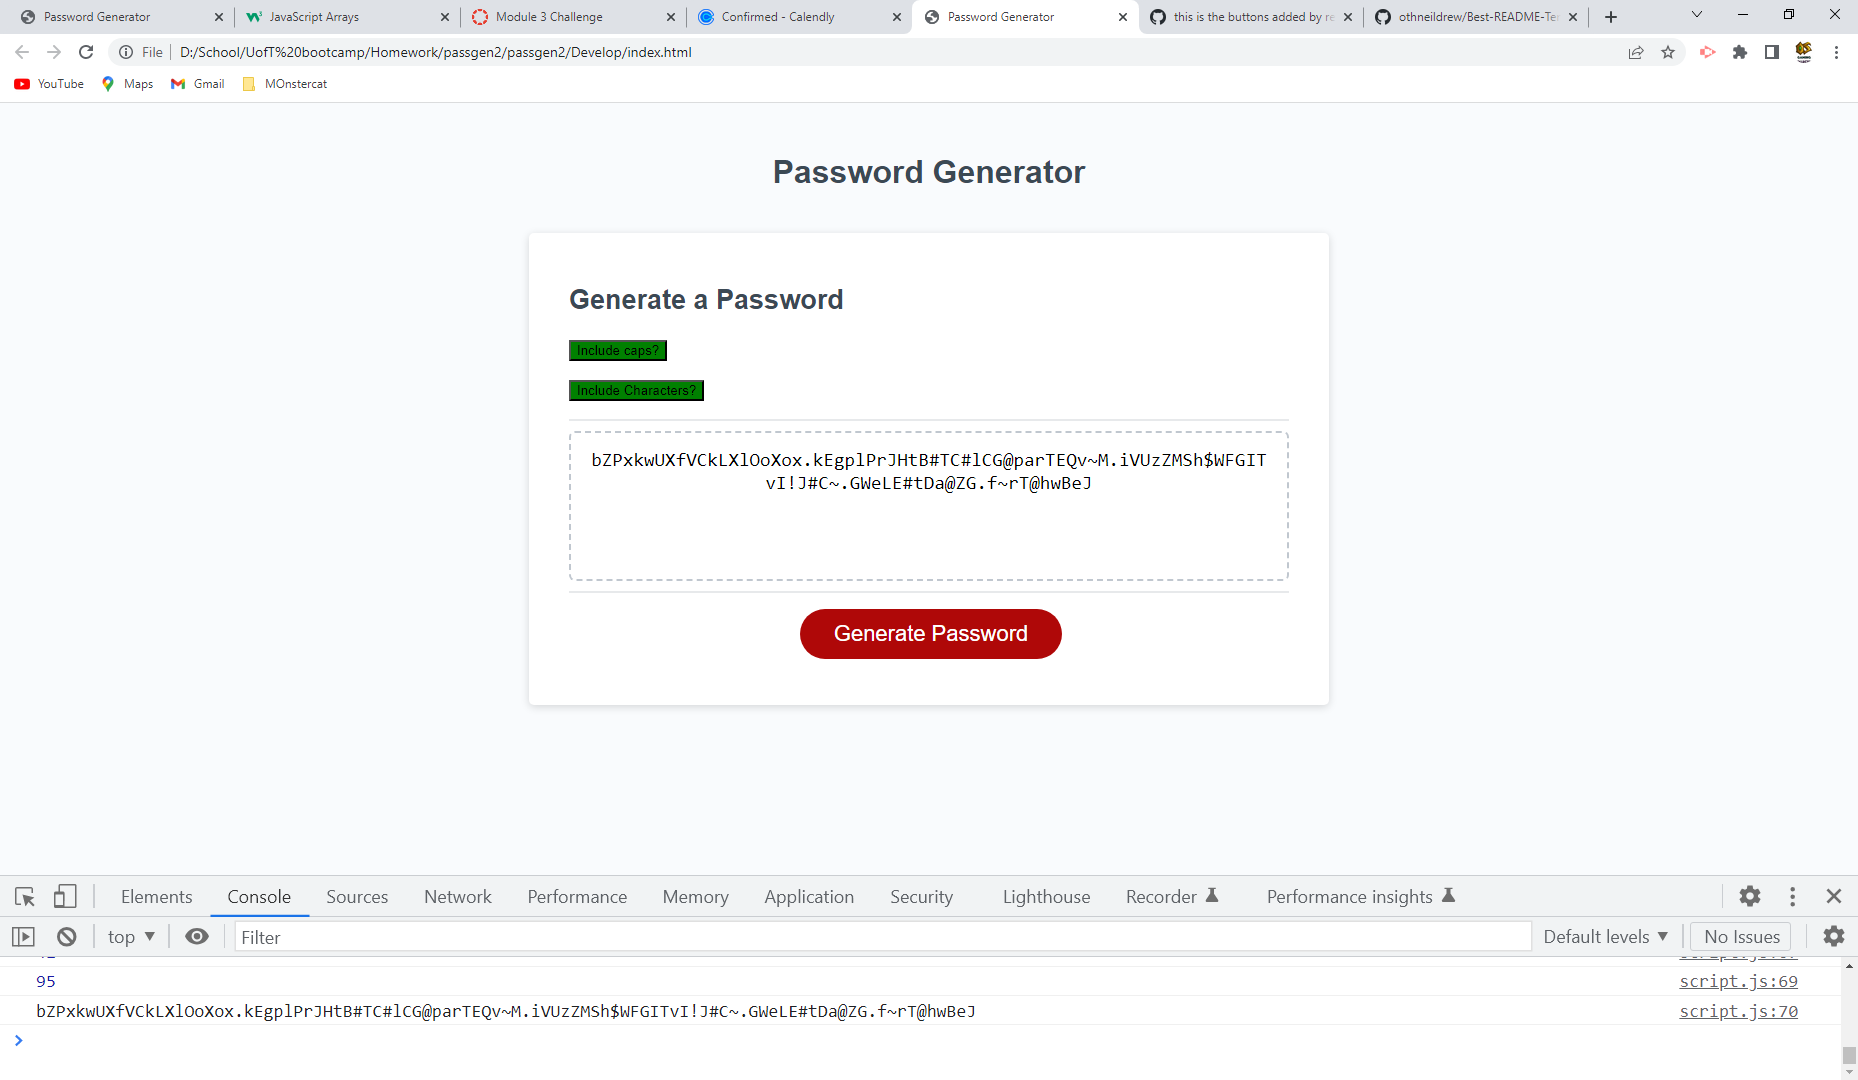 Password Generator
JavaScript Arrays
Module 3 Challenge
Confirmed - Calendly
Password Generator
this is the buttons added by re
othneildrew/Best-README-Te
File
D:/School/UofT%20bootcamp/Homework/passgen2/passgen2/Develop/index.html
YouTube
Maps
Gmail
MOnstercat
Password Generator
Generate a Password
Include caps?
Include Characters?
bZPxkwUXfVCkLXlOoXox.kEgplPrJHtB#TC#lCG@parTEQv~M.iVUzZMSh$WFGIT
vI!J#C~.GWeLE#tDa@ZG.f~rT@hwBeJ
Generate Password
Elements
Console
Sources
Network
Performance
Memory
Application
Security
Lighthouse
Recorder
Performance insights
top
Filter
Default levels
No Issues
95
script.js:69
bZPxkwUXfVCkLXlOoXox.kEgplPrJHtB#TC#lCG@parTEQv~M.iVUzZMSh$WFGITvI!J#C~.GWeLE#tDa@ZG.f~rT@hwBeJ
script.js:70